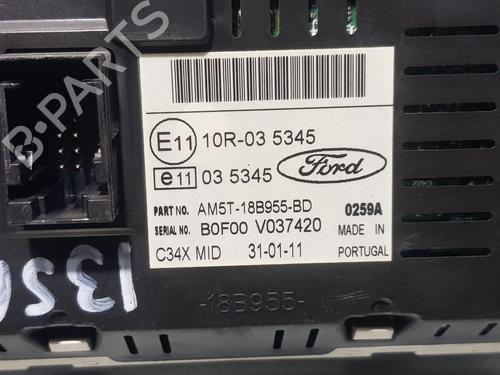 B-PARTS
E11 10R-03 5345
e11 03 5345 Ford
PART NO. AM5T-18B955-BD 0259A
SERIAL NO. B0F00 V037420 MADE IN
C34X MID 31-01-11 PORTUGAL
-18B955-